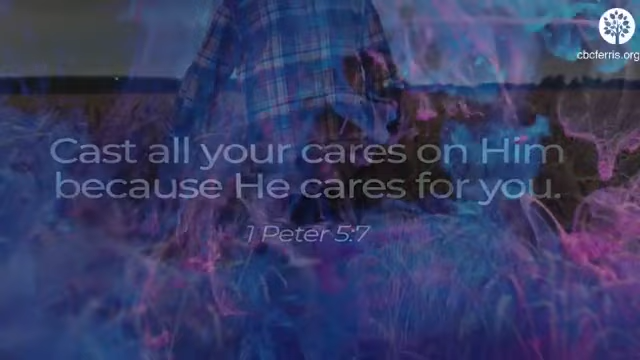 cbcferris.org
Cast all your cares on Him
because He cares for you.
1 Peter 5:7